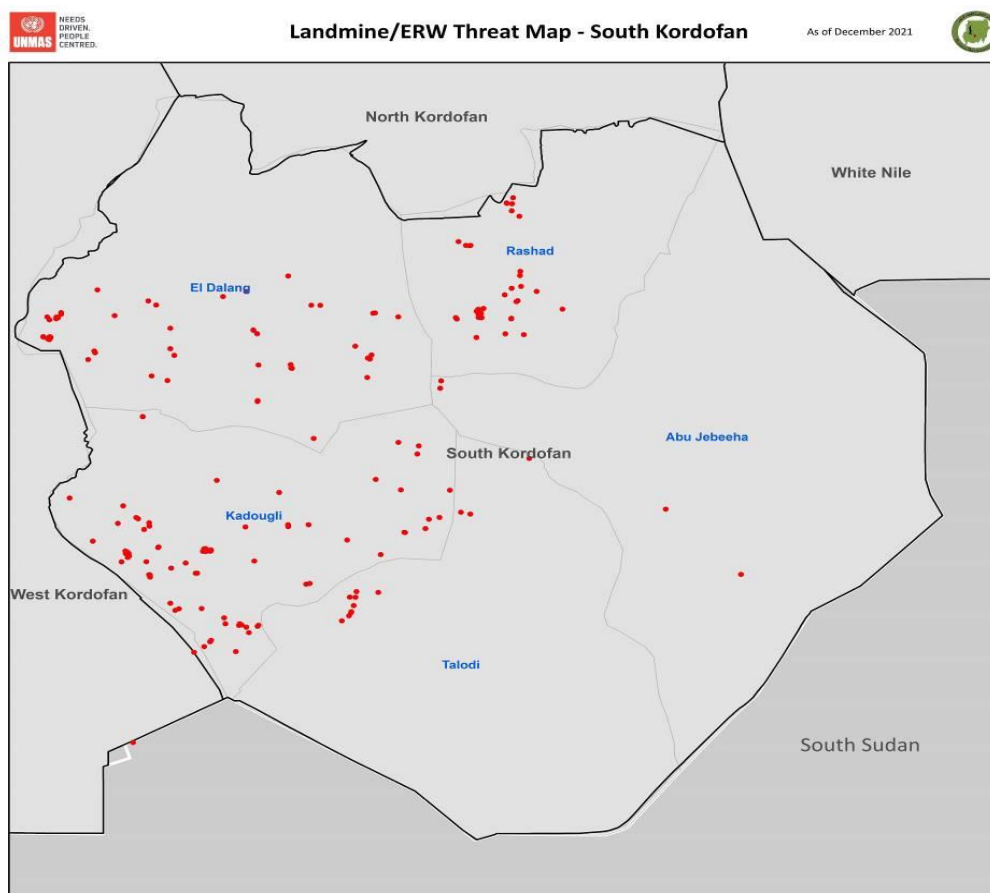 UNMAS
NEEDS
DRIVEN.
PEOPLE
CENTRED.
Landmine/ERW Threat Map - South Kordofan
As of December 2021
North Kordofan
White Nile
Rashad
El Dalang
Abu Jebeeha
South Kordofan
Kadougli
West Kordofan
Talodi
South Sudan